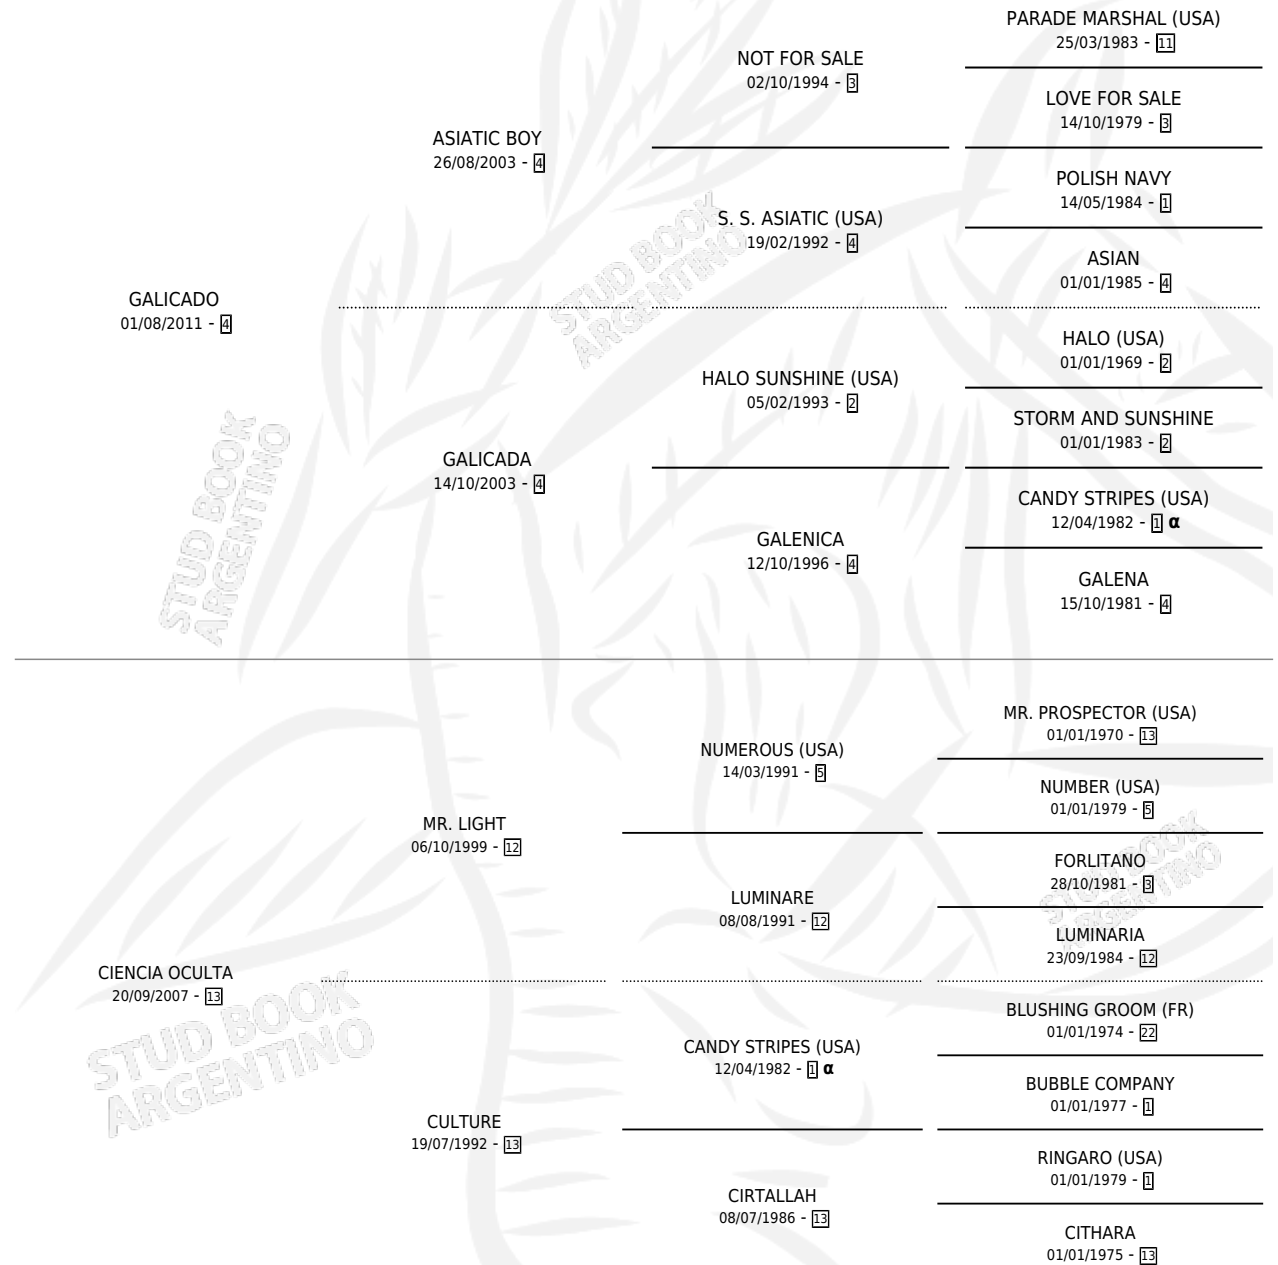 PARADE MARSHAL (USA)
25/03/1983 - 11
NOT FOR SALE
02/10/1994 - 3
LOVE FOR SALE
14/10/1979 - 3
ASIATIC BOY
26/08/2003 - 4
POLISH NAVY
14/05/1984 - 1
S. S. ASIATIC (USA)
19/02/1992 - 4
ASIAN
01/01/1985 - 4
GALICADO
01/08/2011 - 4
HALO (USA)
01/01/1969 - 2
HALO SUNSHINE (USA)
05/02/1993 - 2
STORM AND SUNSHINE
01/01/1983 - 2
GALICADA
14/10/2003 - 4
CANDY STRIPES (USA)
12/04/1982 - 1 α
GALENICA
12/10/1996 - 4
GALENA
15/10/1981 - 4
MR. PROSPECTOR (USA)
01/01/1970 - 13
NUMEROUS (USA)
14/03/1991 - 5
NUMBER (USA)
01/01/1979 - 5
MR. LIGHT
06/10/1999 - 12
FORLITANO
28/10/1981 - 3
LUMINARE
08/08/1991 - 12
LUMINARIA
23/09/1984 - 12
CIENCIA OCULTA
20/09/2007 - 13
BLUSHING GROOM (FR)
01/01/1974 - 22
CANDY STRIPES (USA)
12/04/1982 - 1 α
BUBBLE COMPANY
01/01/1977 - 1
CULTURE
19/07/1992 - 13
RINGARO (USA)
01/01/1979 - 1
CIRTALLAH
08/07/1986 - 13
CITHARA
01/01/1975 - 13
STUD BOOK
ARGENTINO
STUD BOOK
ARGENTINO
STUD BOOK
ARGENTINO
STUD BOOK
ARGENTINO